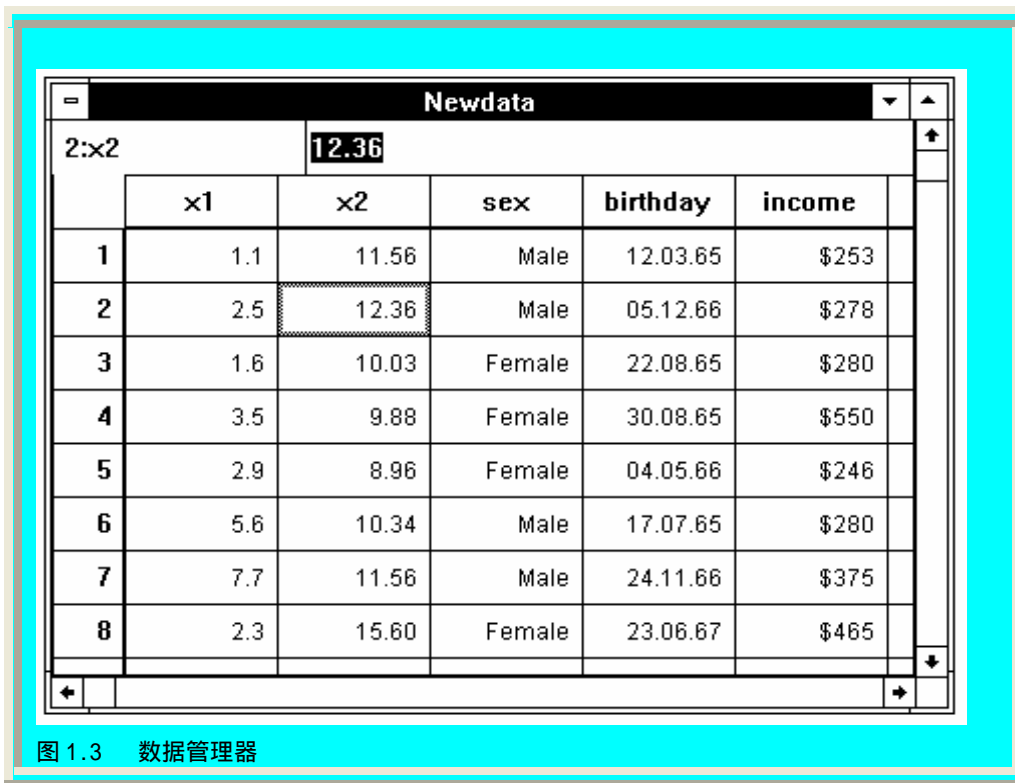 Newdata
2:x2 12.36
x1 x2 sex birthday income
1 1.1 11.56 Male 12.03.65 $253
2 2.5 12.36 Male 05.12.66 $278
3 1.6 10.03 Female 22.08.65 $280
4 3.5 9.88 Female 30.08.65 $550
5 2.9 8.96 Female 04.05.66 $246
6 5.6 10.34 Male 17.07.65 $280
7 7.7 11.56 Male 24.11.66 $375
8 2.3 15.60 Female 23.06.67 $465
图 1.3 数据管理器